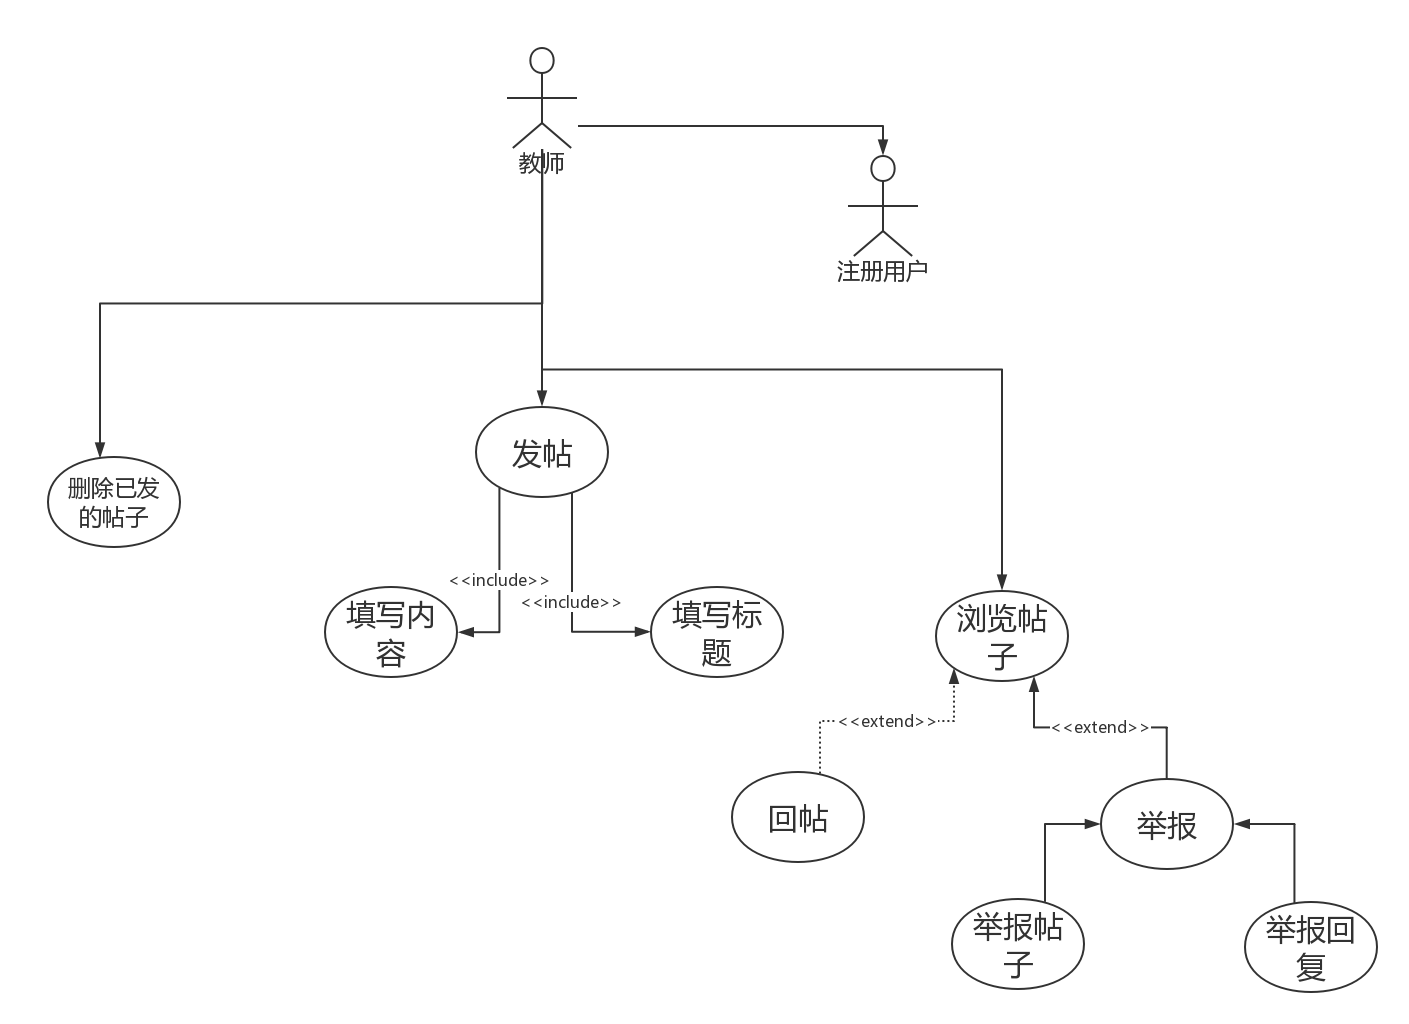 教师
注册用户
发帖
删除已发
的帖子
<<include>>
<<include>>
填写内
容
填写标
题
浏览帖
子
<<extend>>
<<extend>>
回帖
举报
举报帖
子
举报回
复